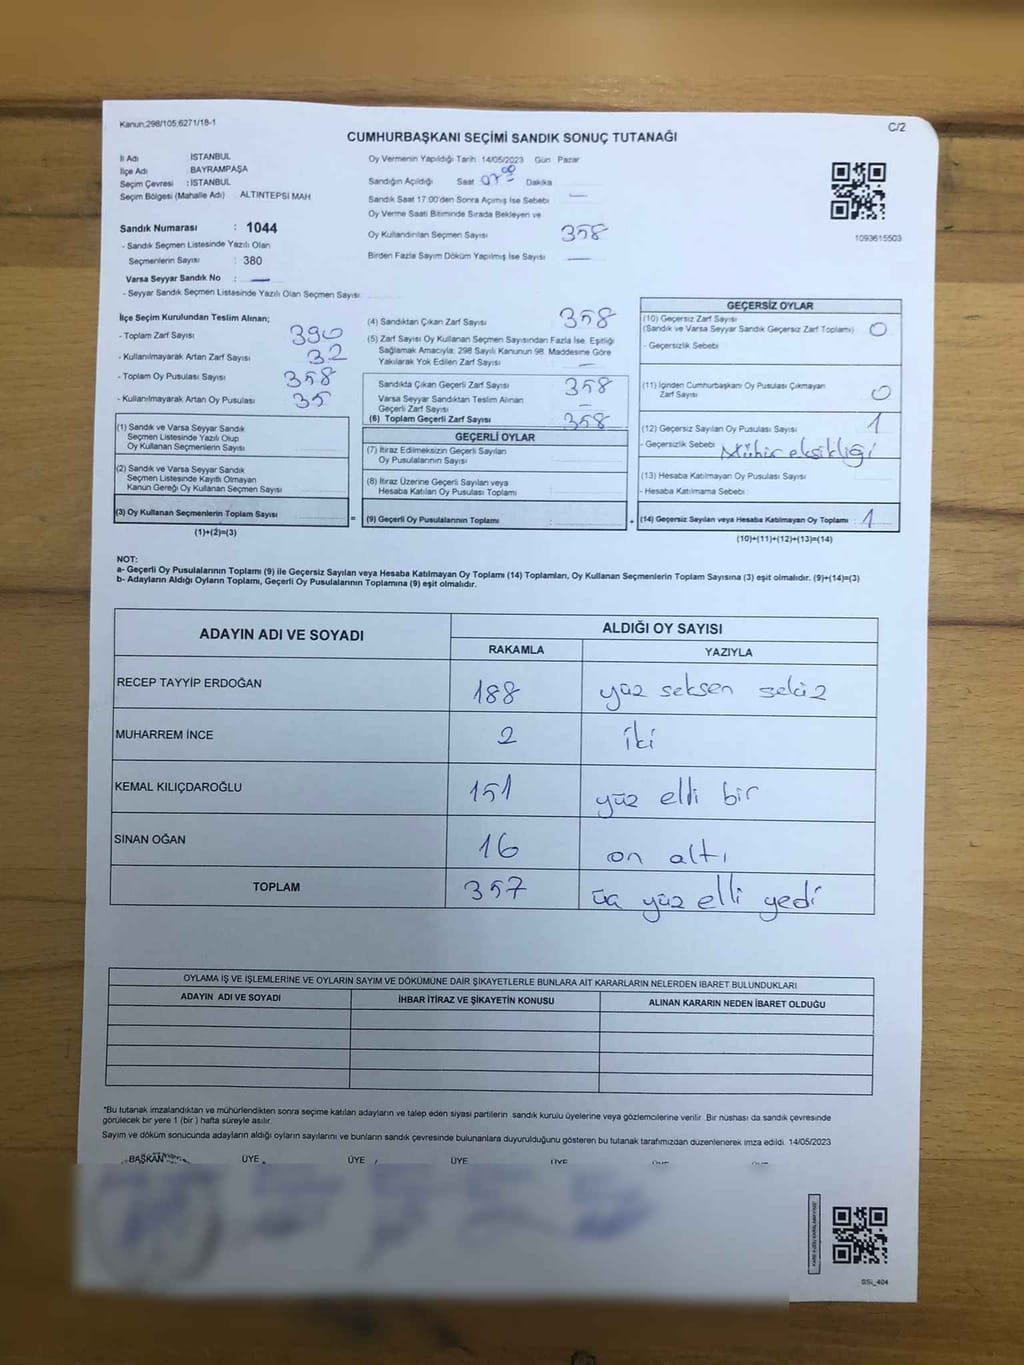 Kanun;298/105;6271/18-1
C/2
CUMHURBAŞKANI SEÇİMİ SANDIK SONUÇ TUTANAĞI
İl Adı İSTANBUL
İlçe Adı BAYRAMPAŞA
Seçim Çevresi : İSTANBUL
Seçim Bölgesi (Mahalle Adı) ALTINTEPSİ MAH
Sandık Numarası : 1044
- Sandık Seçmen Listesinde Yazılı Olan
Seçmenlerin Sayısı : 380
Varsa Seyyar Sandık No : —
- Seyyar Sandık Seçmen Listesinde Yazılı Olan Seçmen Sayısı
Oy Vermenin Yapıldığı Tarih 14/05/2023 Gün Pazar
Sandığın Açıldığı Saat Dakika
Sandık Saat 17:00'den Sonra Açımış İse Sebebi —
Oy Verme Saati Bitiminde Sırada Bekleyen ve
Oy Kullandırılan Seçmen Sayısı 358
Birden Fazla Sayım Döküm Yapılmış İse Sayısı —
1093615503
İlçe Seçim Kurulundan Teslim Alınan;
- Toplam Zarf Sayısı 390
- Kullanılmayarak Artan Zarf Sayısı 32
- Toplam Oy Pusulası Sayısı 358
- Kullanılmayarak Artan Oy Pusulası 35
(1) Sandık ve Varsa Seyyar Sandık
Seçmen Listesinde Yazılı Olup
Oy Kullanan Seçmenlerin Sayısı
(2) Sandık ve Varsa Seyyar Sandık
Seçmen Listesinde Kayıtlı Olmayan
Kanun Gereği Oy Kullanan Seçmen Sayısı
(3) Oy Kullanan Seçmenlerin Toplam Sayısı =
(1)+(2)=(3)
(4) Sandıktan Çıkan Zarf Sayısı 358
(5) Zarf Sayısı Oy Kullanan Seçmen Sayısından Fazla İse, Eşitliği
Sağlamak Amacıyla; 298 Sayılı Kanunun 98. Maddesine Göre
Yakılarak Yok Edilen Zarf Sayısı —
Sandıkta Çıkan Geçerli Zarf Sayısı 358
Varsa Seyyar Sandıktan Teslim Alınan
Geçerli Zarf Sayısı —
(6) Toplam Geçerli Zarf Sayısı 358
GEÇERLİ OYLAR
(7) İtiraz Edilmeksizin Geçerli Sayılan
Oy Pusulalarının Sayısı
(8) İtiraz Üzerine Geçerli Sayılan veya
Hesaba Katılan Oy Pusulası Toplamı
(9) Geçerli Oy Pusulalarının Toplamı +
GEÇERSİZ OYLAR
(10) Geçersiz Zarf Sayısı
(Sandık ve Varsa Seyyar Sandık Geçersiz Zarf Toplamı) 0
- Geçersizlik Sebebi
(11) İçinden Cumhurbaşkanı Oy Pusulası Çıkmayan
Zarf Sayısı 0
(12) Geçersiz Sayılan Oy Pusulası Sayısı 1
- Geçersizlik Sebebi Mühür eksikliği
(13) Hesaba Katılmayan Oy Pusulası Sayısı
- Hesaba Katılmama Sebebi
(14) Geçersiz Sayılan veya Hesaba Katılmayan Oy Toplamı 1
(10)+(11)+(12)+(13)=(14)
NOT:
a- Geçerli Oy Pusulalarının Toplamı (9) ile Geçersiz Sayılan veya Hesaba Katılmayan Oy Toplamı (14) Toplamları, Oy Kullanan Seçmenlerin Toplam Sayısına (3) eşit olmalıdır. (9)+(14)=(3)
b- Adayların Aldığı Oyların Toplamı, Geçerli Oy Pusulalarının Toplamına (9) eşit olmalıdır.
ADAYIN ADI VE SOYADI ALDIĞI OY SAYISI
RAKAMLA YAZIYLA
RECEP TAYYİP ERDOĞAN 188 yüz seksen sekiz
MUHARREM İNCE 2 iki
KEMAL KILIÇDAROĞLU 151 yüz elli bir
SİNAN OĞAN 16 on altı
TOPLAM 357 üç yüz elli yedi
OYLAMA İŞ VE İŞLEMLERİNE VE OYLARIN SAYIM VE DÖKÜMÜNE DAİR ŞİKAYETLERLE BUNLARA AİT KARARLARIN NELERDEN İBARET BULUNDUKLARI
ADAYIN ADI VE SOYADI İHBAR İTİRAZ VE ŞİKAYETİN KONUSU ALINAN KARARIN NEDEN İBARET OLDUĞU
*Bu tutanak imzalandıktan ve mühürlendikten sonra seçime katılan adayların ve talep eden siyasi partilerin sandık kurulu üyelerine veya gözlemcilerine verilir. Bir nüshası da sandık çevresinde
görülecek bir yere 1 (bir) hafta süreyle asılır.
Sayım ve döküm sonucunda adayların aldığı oyların sayılarını ve bunların sandık çevresinde bulunanlara duyurulduğunu gösteren bu tutanak tarafımızdan düzenlenerek imza edildi. 14/05/2023
BAŞKAN ÜYE ÜYE ÜYE ÜYE
SSİ_404